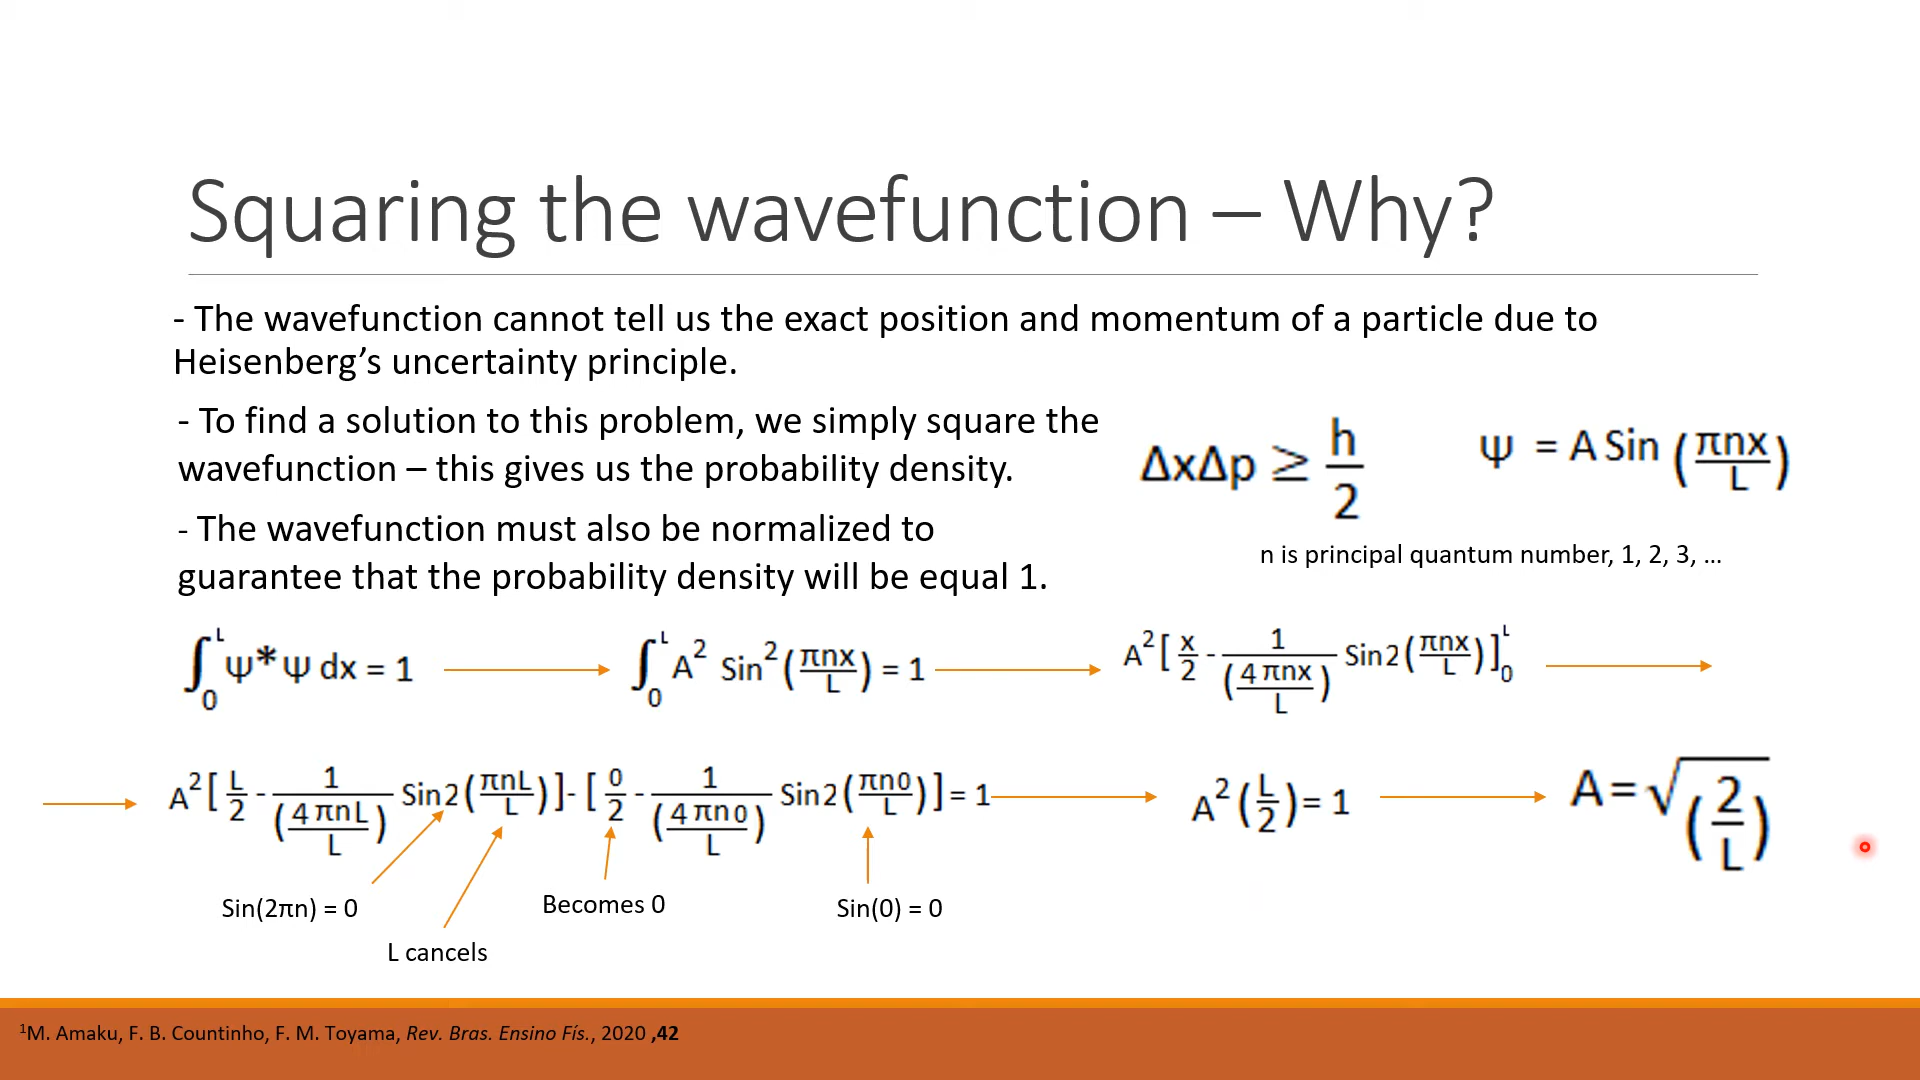 Squaring the wavefunction – Why?
- The wavefunction cannot tell us the exact position and momentum of a particle due to
Heisenberg’s uncertainty principle.
- To find a solution to this problem, we simply square the
wavefunction – this gives us the probability density.
ΔxΔp ≥ h/2
ψ = A Sin (πnx/L)
n is principal quantum number, 1, 2, 3, ...
- The wavefunction must also be normalized to
guarantee that the probability density will be equal 1.
∫₀ᴸ ψ*ψ dx = 1
∫₀ᴸ A² Sin² (πnx/L) = 1
A² [x/2 - 1/(4πnx/L) Sin2(πnx/L)]₀ᴸ
A² [L/2 - 1/(4πnL/L) Sin2(πnL/L)] - [0/2 - 1/(4πn0/L) Sin2(πn0/L)] = 1
A² (L/2) = 1
A = √(2/L)
Sin(2πn) = 0
L cancels
Becomes 0
Sin(0) = 0
¹M. Amaku, F. B. Countinho, F. M. Toyama, Rev. Bras. Ensino Fís., 2020 ,42